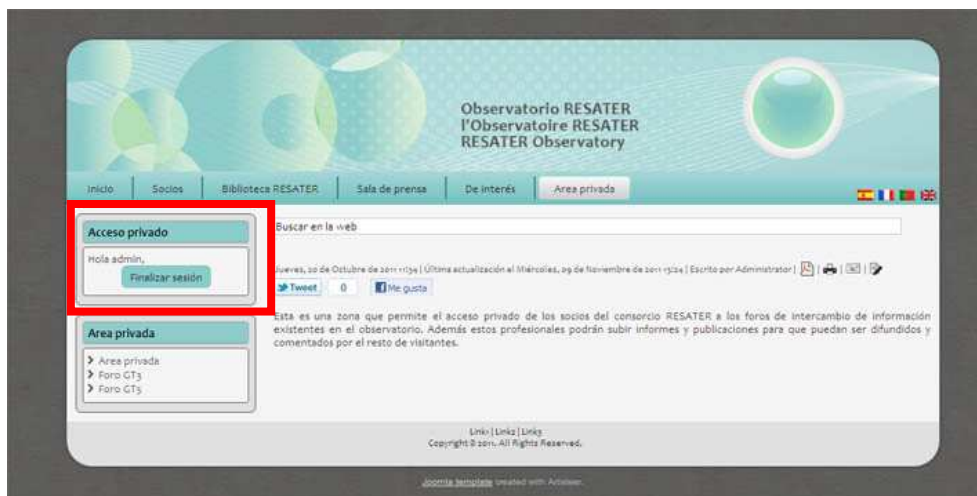 Observatorio RESATER
l'Observatoire RESATER
RESATER Observatory
Inicio Socios Biblioteca RESATER Sala de prensa De interés Area privada
Acceso privado
Hola admin,
Finalizar sesión
Buscar en la web
Jueves, 20 de Octubre de 2011 11:34 | Última actualización el Miércoles, 09 de Noviembre de 2011 13:24 | Escrito por Administrator |
Tweet 0 Me gusta
Esta es una zona que permite el acceso privado de los socios del consorcio RESATER a los foros de intercambio de información
existentes en el observatorio. Además estos profesionales podrán subir informes y publicaciones para que puedan ser difundidos y
comentados por el resto de visitantes.
Area privada
Area privada
Foro GT3
Foro GT5
Link1 | Link2 | Link3
Copyright © 2011. All Rights Reserved.
Joomla template created with Artisteer.